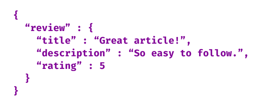 {
“review” : {
“title” : “Great article!”,
“description” : “So easy to follow.”,
“rating” : 5
}
}